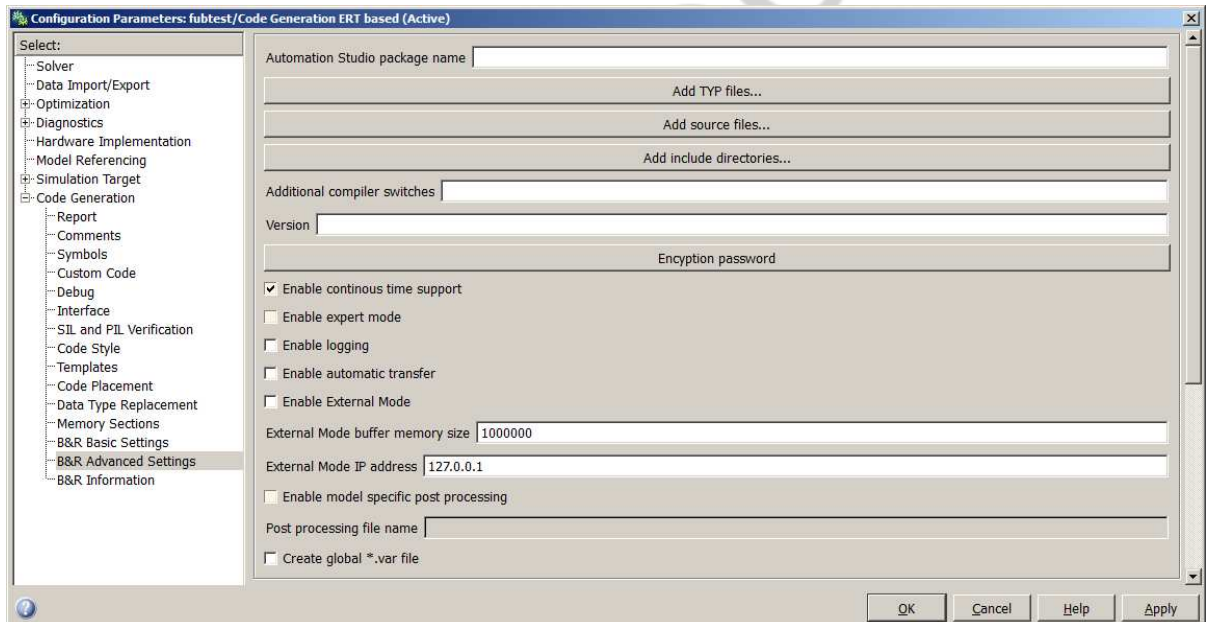 Configuration Parameters: fubtest/Code Generation ERT based (Active)
Select:
Solver
Data Import/Export
Optimization
Diagnostics
Hardware Implementation
Model Referencing
Simulation Target
Code Generation
Report
Comments
Symbols
Custom Code
Debug
Interface
SIL and PIL Verification
Code Style
Templates
Code Placement
Data Type Replacement
Memory Sections
B&R Basic Settings
B&R Advanced Settings
B&R Information
Automation Studio package name
Add TYP files...
Add source files...
Add include directories...
Additional compiler switches
Version
Encyption password
Enable continous time support
Enable expert mode
Enable logging
Enable automatic transfer
Enable External Mode
External Mode buffer memory size 1000000
External Mode IP address 127.0.0.1
Enable model specific post processing
Post processing file name
Create global *.var file
OK Cancel Help Apply